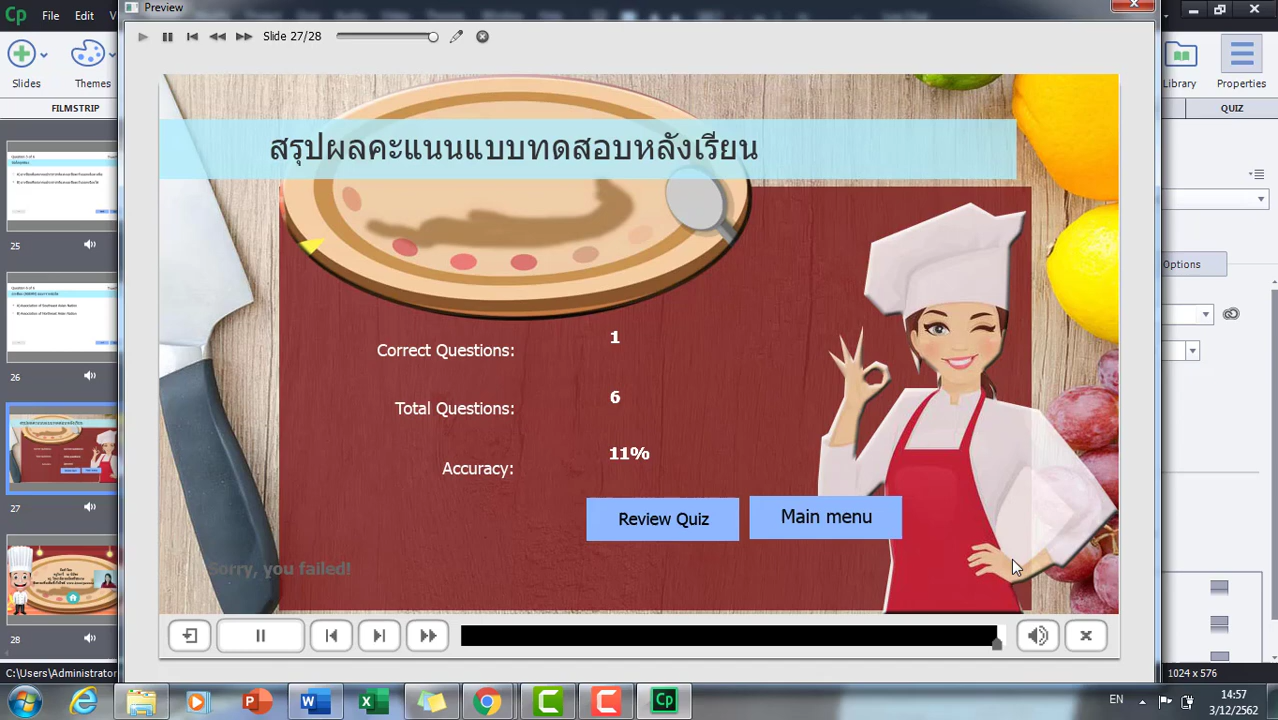 Preview
Cp File Edit
Slide 27/28
Slides Themes
Library Properties
FILMSTRIP
QUIZ
25
26
27
28
Options
สรุปผลคะแนนแบบทดสอบหลังเรียน
Correct Questions: 1
Total Questions: 6
Accuracy: 11%
Review Quiz Main menu
Sorry, you failed!
C:\Users\Administrator
1024 x 576
EN
14:57
3/12/2562